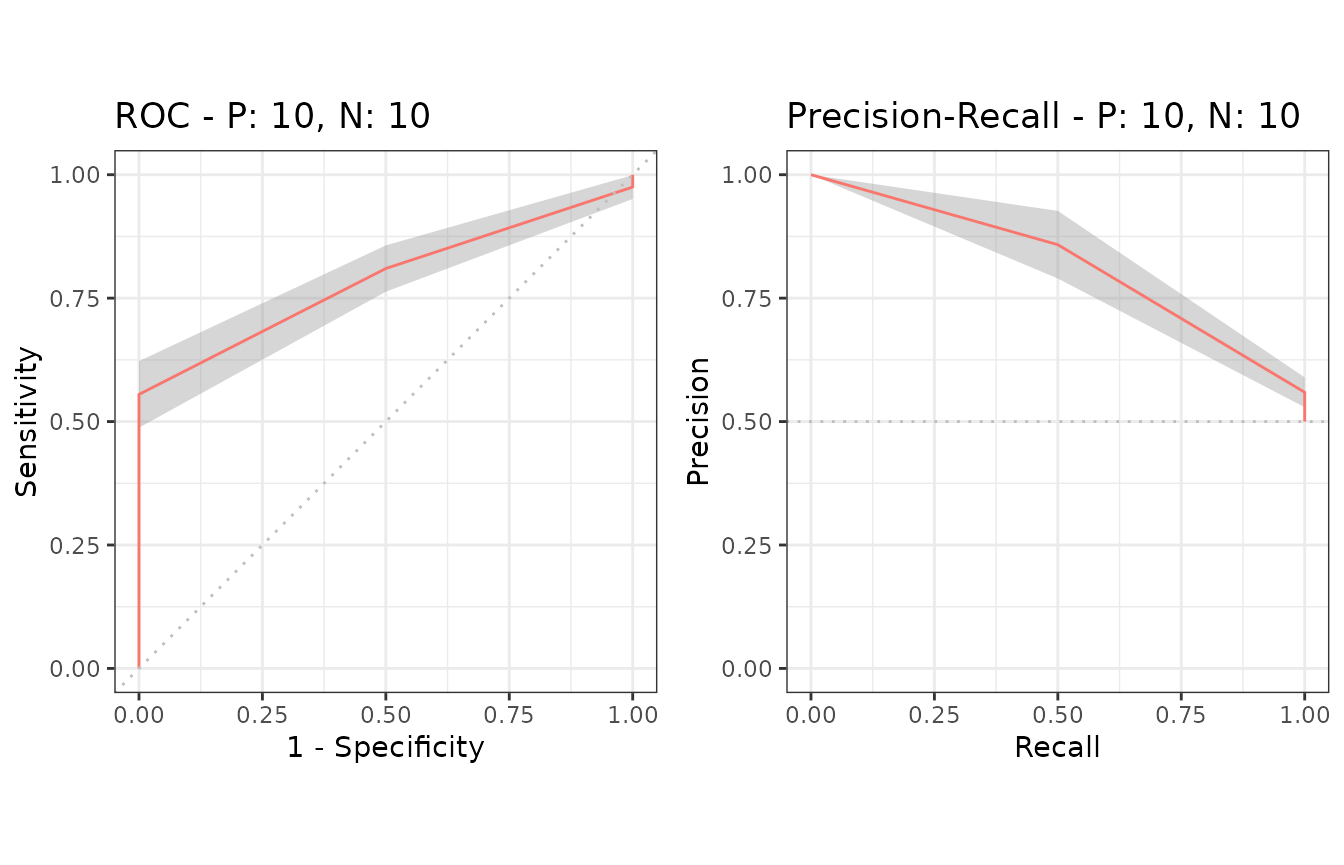 ROC - P: 10, N: 10
Sensitivity
1.00
0.75
0.50
0.25
0.00
0.00 0.25 0.50 0.75 1.00
1 - Specificity
Precision-Recall - P: 10, N: 10
Precision
1.00
0.75
0.50
0.25
0.00
0.00 0.25 0.50 0.75 1.00
Recall